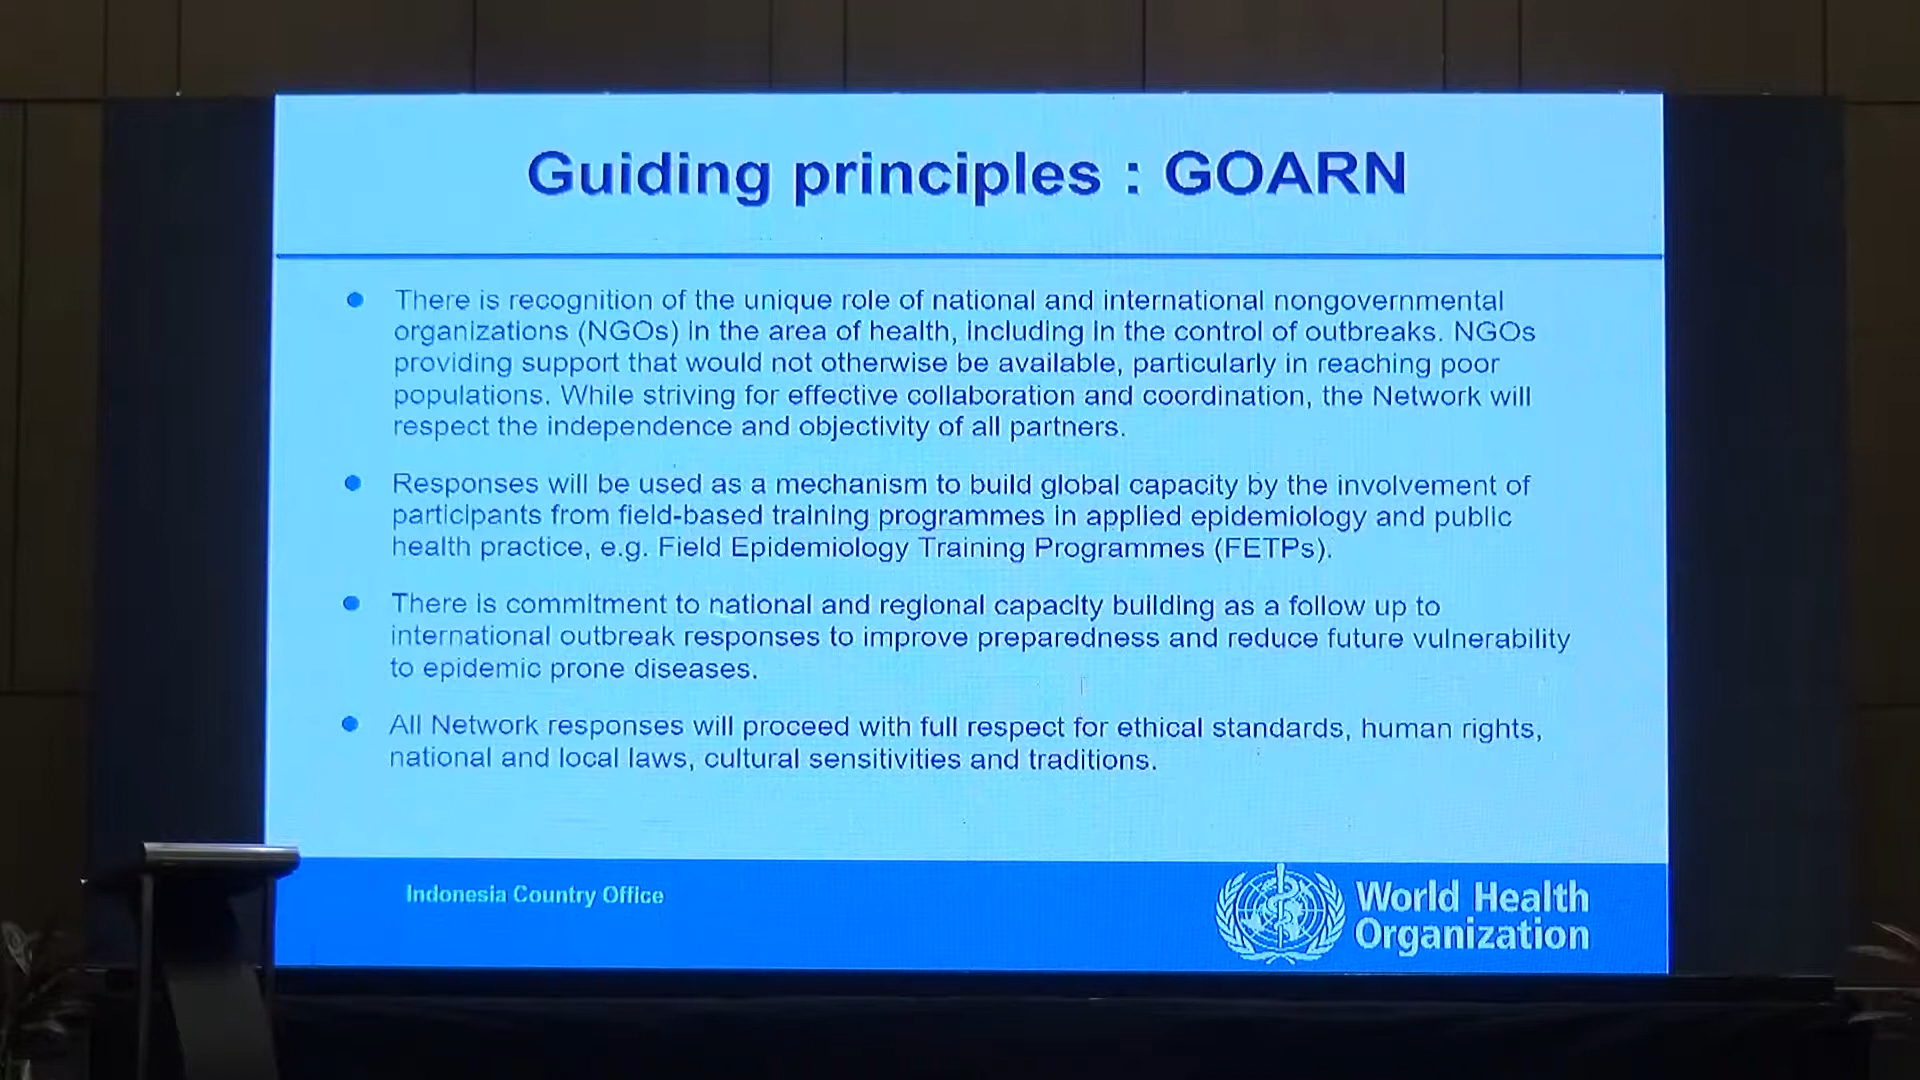 Guiding principles : GOARN
There is recognition of the unique role of national and international nongovernmental
organizations (NGOs) in the area of health, including in the control of outbreaks. NGOs
providing support that would not otherwise be available, particularly in reaching poor
populations. While striving for effective collaboration and coordination, the Network will
respect the independence and objectivity of all partners.
Responses will be used as a mechanism to build global capacity by the involvement of
participants from field-based training programmes in applied epidemiology and public
health practice, e.g. Field Epidemiology Training Programmes (FETPs).
There is commitment to national and regional capacity building as a follow up to
international outbreak responses to improve preparedness and reduce future vulnerability
to epidemic prone diseases.
All Network responses will proceed with full respect for ethical standards, human rights,
national and local laws, cultural sensitivities and traditions.
Indonesia Country Office
World Health
Organization